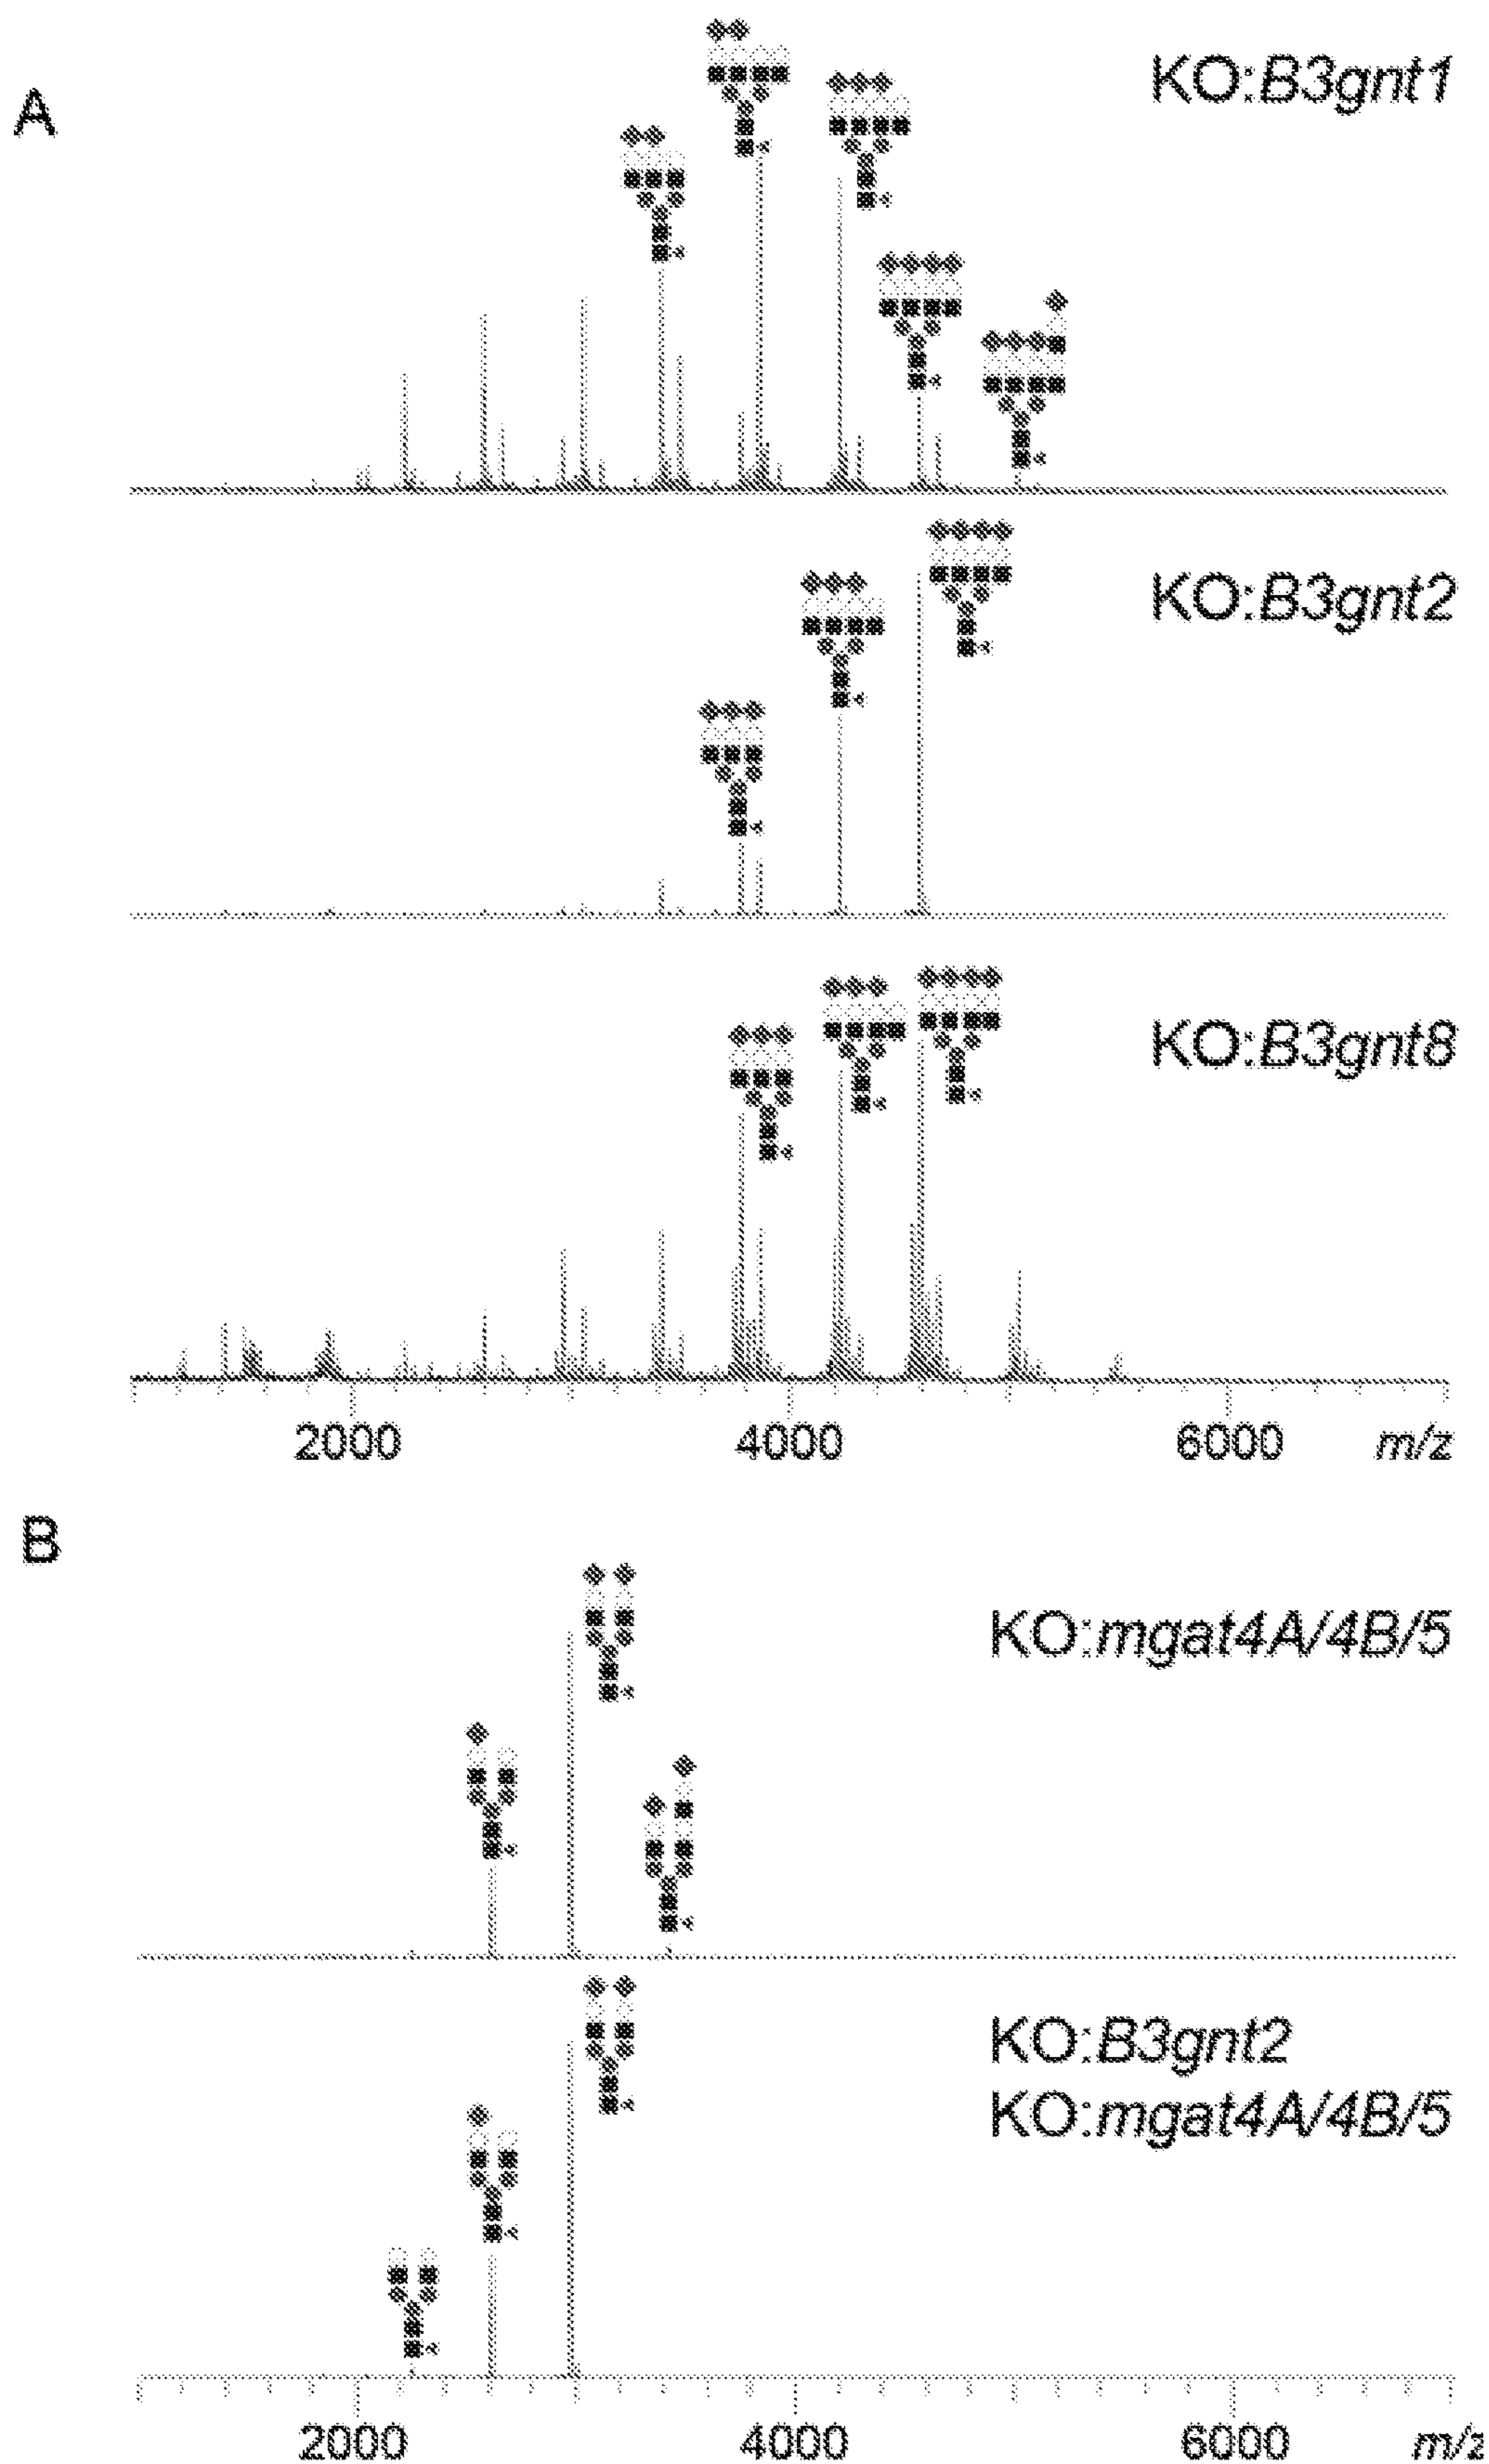 A
KO:B3gnt1
KO:B3gnt2
KO:B3gnt8
2000 4000 6000 m/z
B
KO:mgat4A/4B/5
KO:B3gnt2
KO:mgat4A/4B/5
2000 4000 6000 m/z